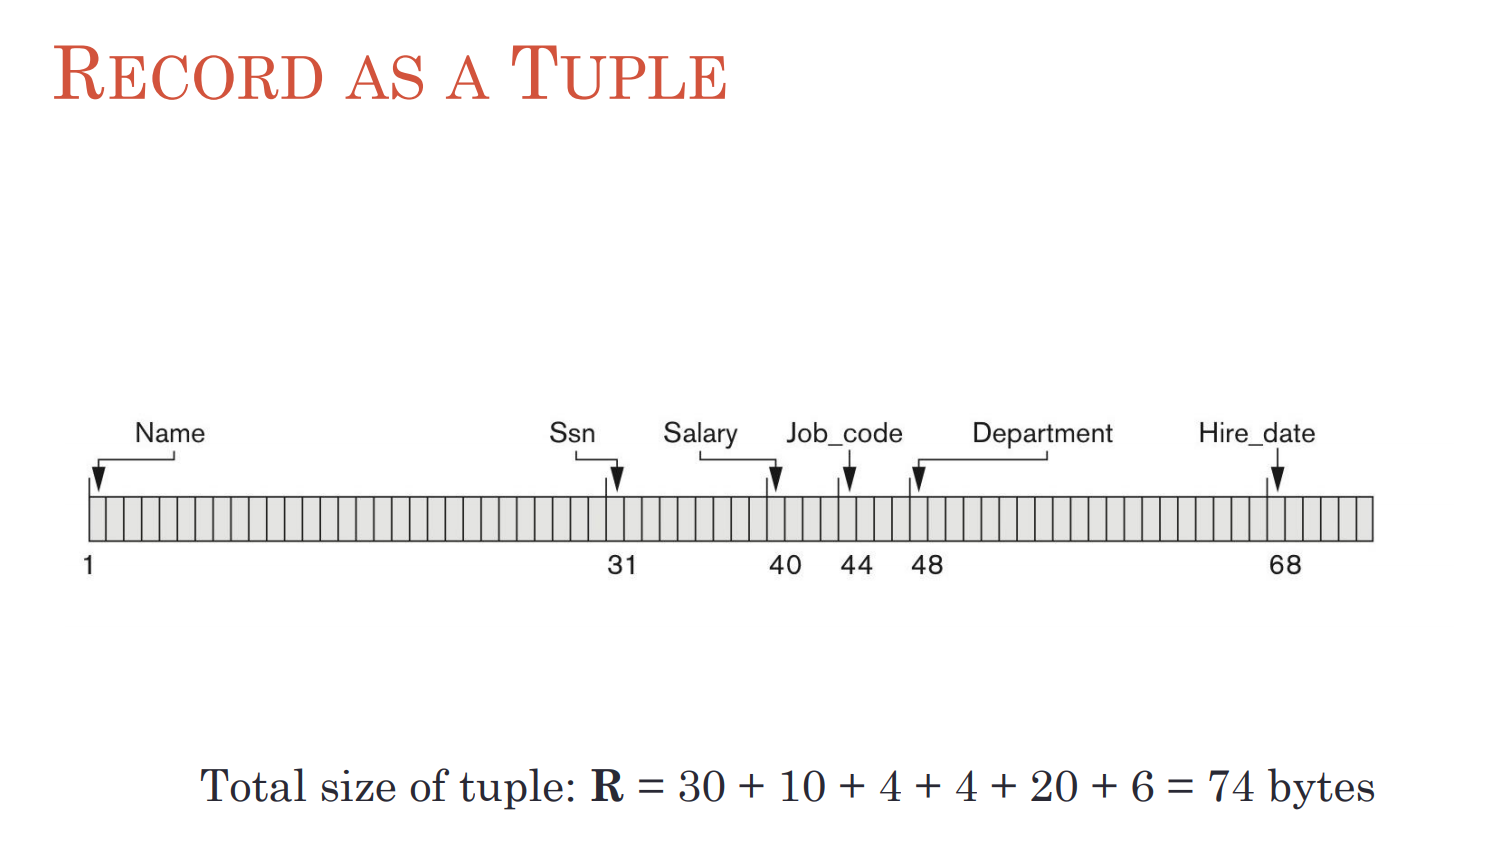 RECORD AS A TUPLE
Name Ssn Salary Job_code Department Hire_date
1 31 40 44 48 68
Total size of tuple: R = 30 + 10 + 4 + 4 + 20 + 6 = 74 bytes